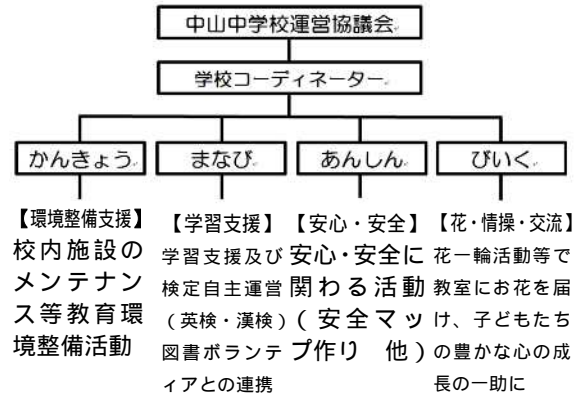 中山中学校運営協議会
学校コーディネーター
かんきょう
まなび
あんしん
びいく
【環境整備支援】
校内施設の
メンテナン
ス等教育環
境整備活動
【学習支援】
学習支援及び
検定自主運営
（英検・漢検）
図書ボランテ
ィアとの連携
【安心・安全】
安心・安全に
関わる活動
（安全マッ
プ作り　他）
【花・情操・交流】
花一輪活動等で
教室にお花を届
け、子どもたち
の豊かな心の成
長の一助に